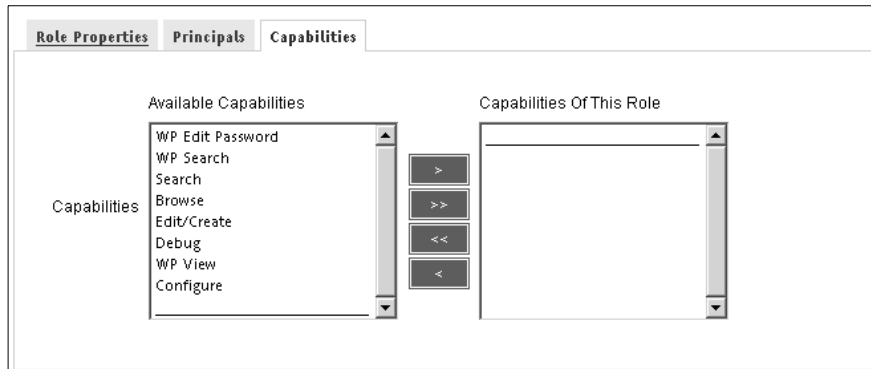 Role Properties Principals Capabilities
Available Capabilities Capabilities Of This Role
WP Edit Password
WP Search
Search
Browse
Edit/Create
Debug
WP View
Configure
Capabilities
>
>>
<<
<